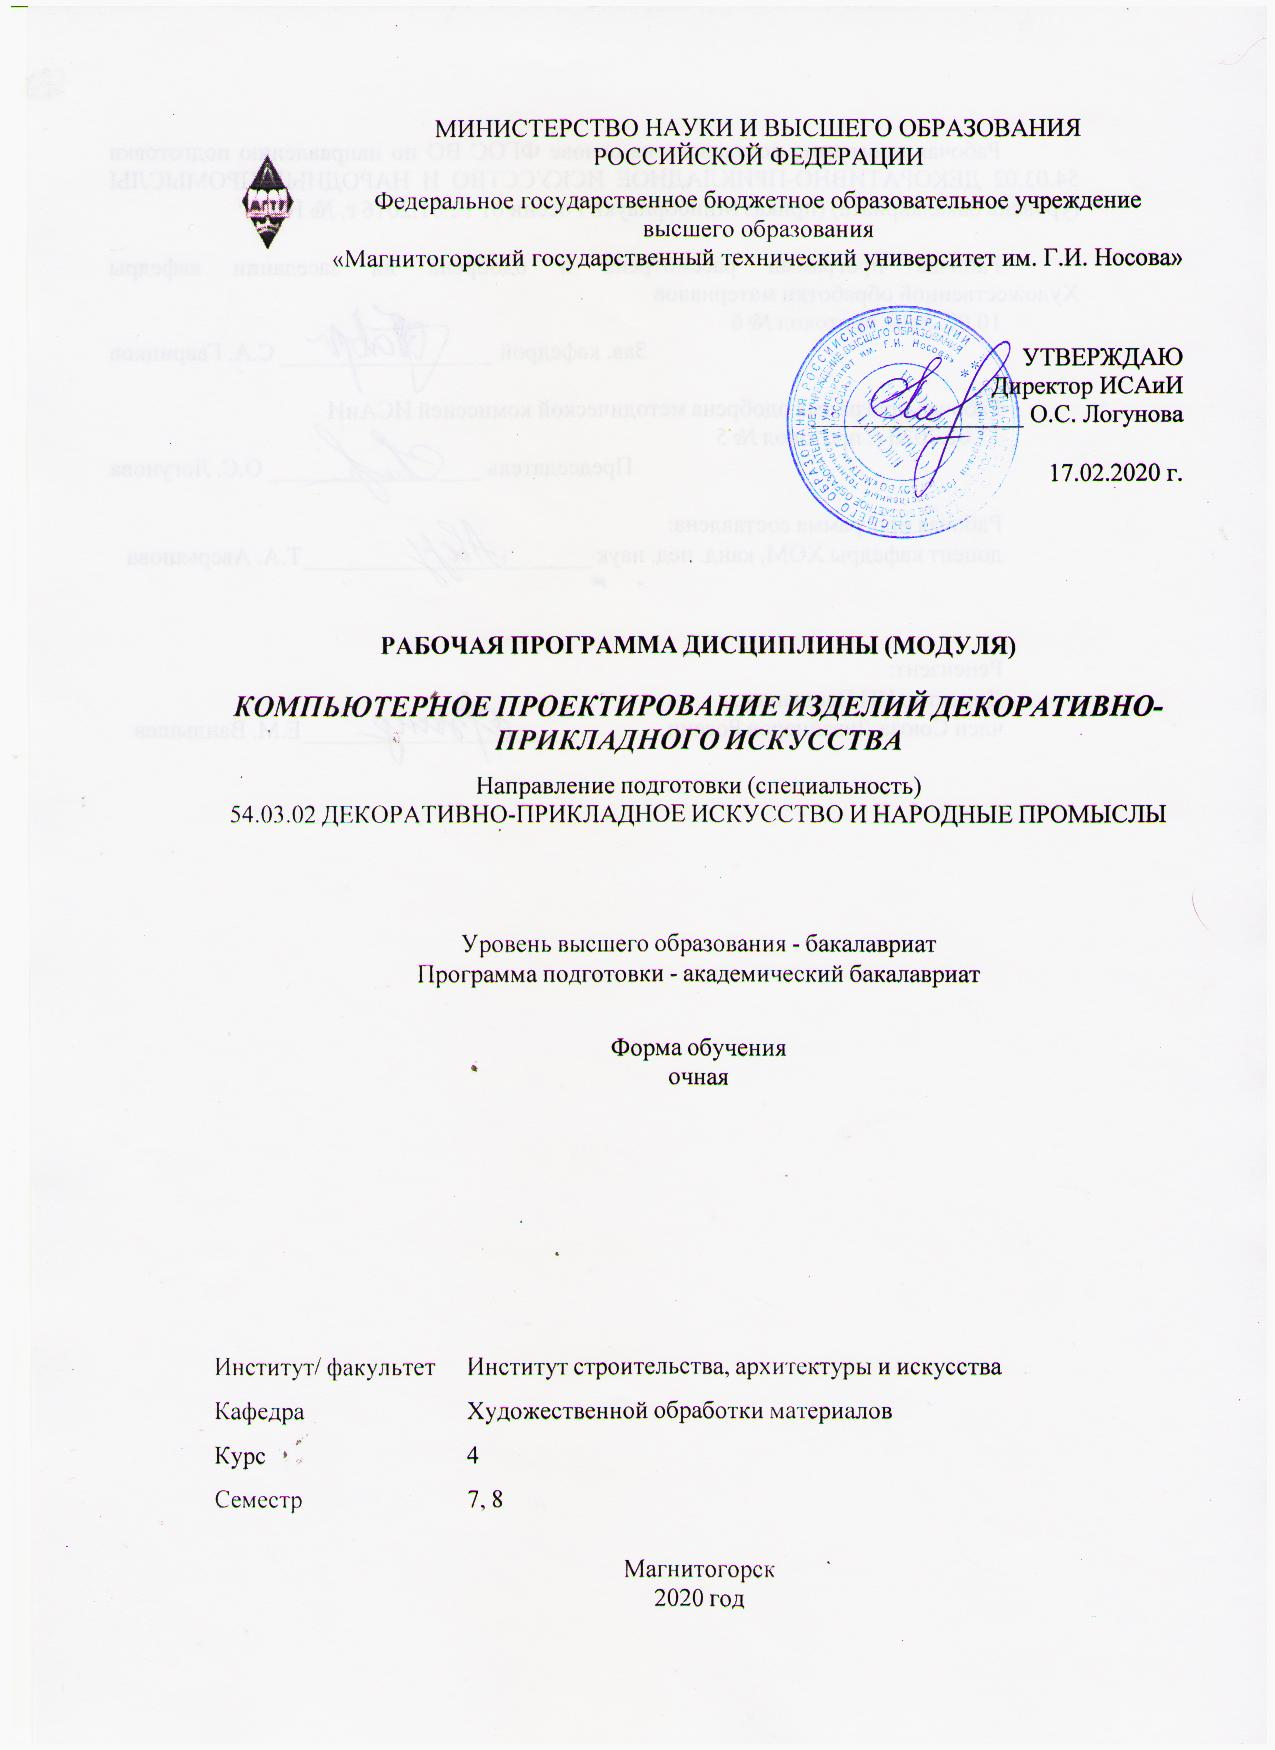 МИНИСТЕРСТВО НАУКИ И ВЫСШЕГО ОБРАЗОВАНИЯ
РОССИЙСКОЙ ФЕДЕРАЦИИ
Федеральное государственное бюджетное образовательное учреждение
высшего образования
«Магнитогорский государственный технический университет им. Г.И. Носова»
УТВЕРЖДАЮ
Директор ИСАиИ
О.С. Логунова
17.02.2020 г.
РАБОЧАЯ ПРОГРАММА ДИСЦИПЛИНЫ (МОДУЛЯ)
КОМПЬЮТЕРНОЕ ПРОЕКТИРОВАНИЕ ИЗДЕЛИЙ ДЕКОРАТИВНО-
ПРИКЛАДНОГО ИСКУССТВА
Направление подготовки (специальность)
54.03.02 ДЕКОРАТИВНО-ПРИКЛАДНОЕ ИСКУССТВО И НАРОДНЫЕ ПРОМЫСЛЫ
Уровень высшего образования - бакалавриат
Программа подготовки - академический бакалавриат
Форма обучения
очная
Институт/ факультет Институт строительства, архитектуры и искусства
Кафедра Художественной обработки материалов
Курс 4
Семестр 7, 8
Магнитогорск
2020 год